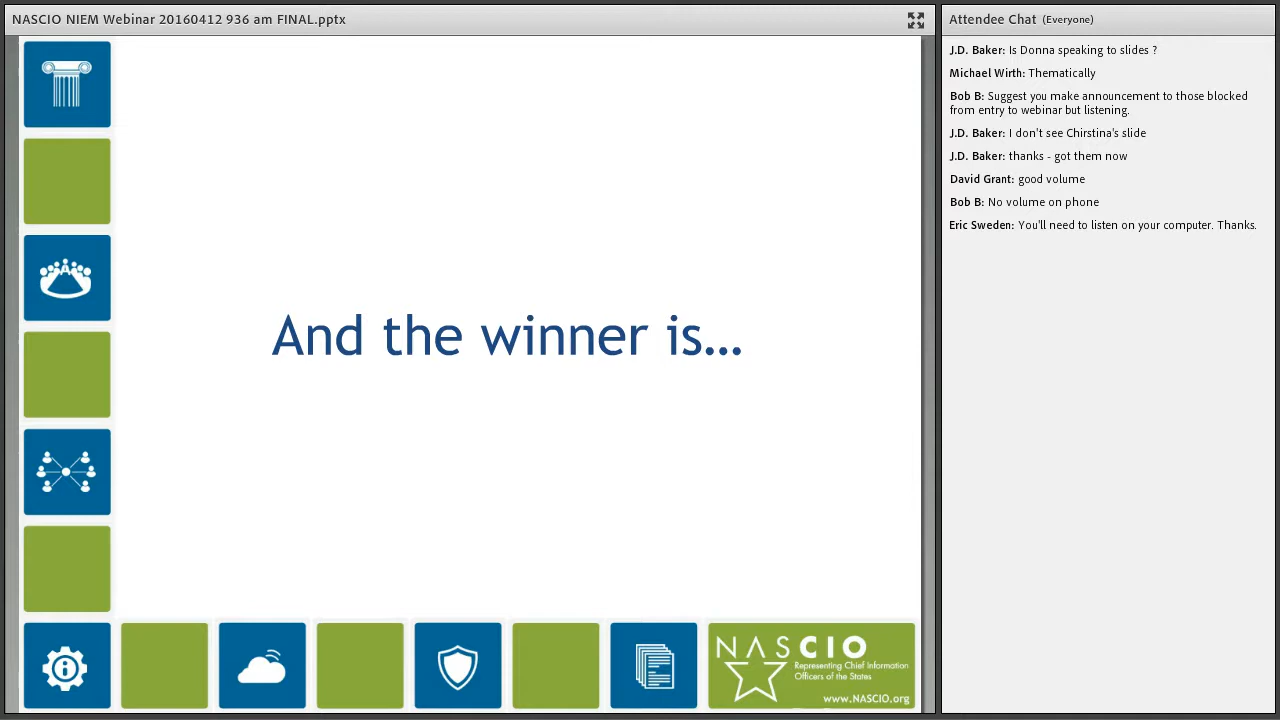 NASCIO NIEM Webinar 20160412 936 am FINAL.pptx
And the winner is...
NASCIO
Representing Chief Information
Officers of the States
www.NASCIO.org
Attendee Chat (Everyone)
J.D. Baker: Is Donna speaking to slides ?
Michael Wirth: Thematically
Bob B: Suggest you make announcement to those blocked
from entry to webinar but listening.
J.D. Baker: I don't see Chirstina's slide
J.D. Baker: thanks - got them now
David Grant: good volume
Bob B: No volume on phone
Eric Sweden: You'll need to listen on your computer. Thanks.